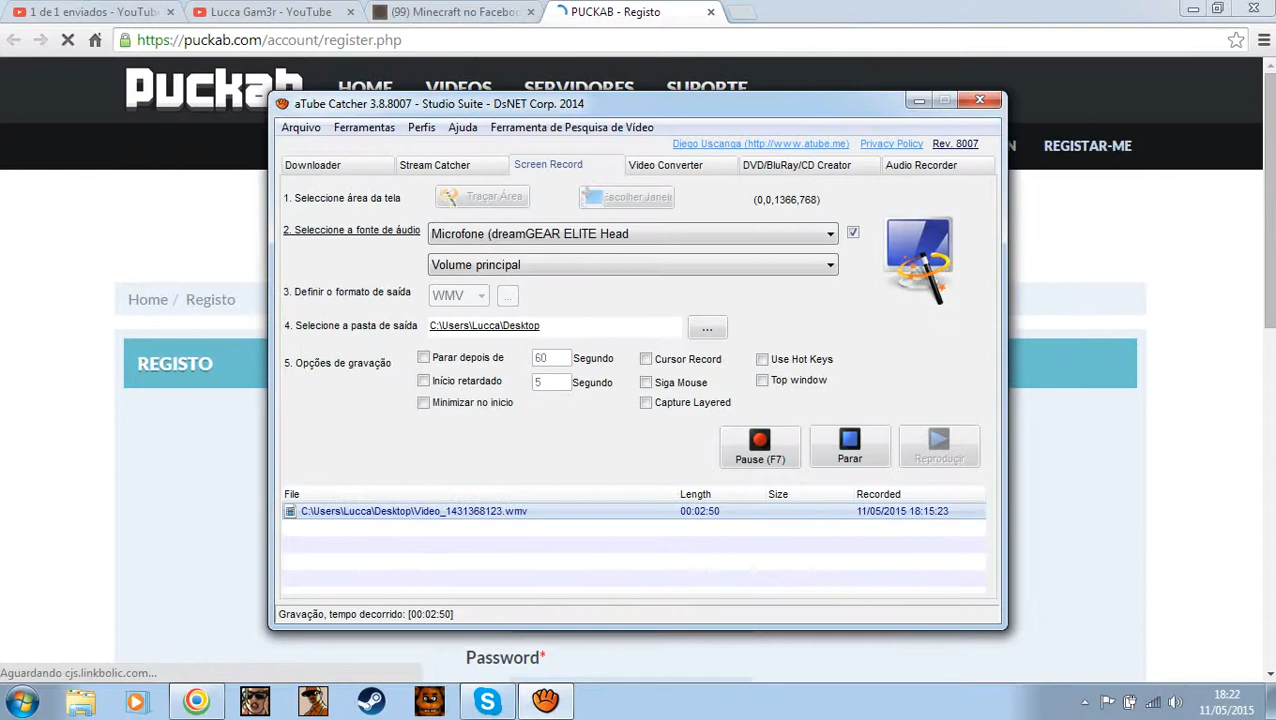 1 de 1 enviados - YouTub
Lucca Gam3r - YouTube
(99) Minecraft no Facebo
PUCKAB - Registo
https://puckab.com/account/register.php
Puckab HOME VIDEOS SERVIDORES SUPORTE
REGISTAR-ME
Home / Registo
REGISTO
Password*
Aguardando cjs.linkbolic.com...
aTube Catcher 3.8.8007 - Studio Suite - DsNET Corp. 2014
Arquivo Ferramentas Perfis Ajuda Ferramenta de Pesquisa de Vídeo
Diego Uscanga (http://www.atube.me) Privacy Policy Rev. 8007
Downloader Stream Catcher Screen Record Video Converter DVD/BluRay/CD Creator Audio Recorder
1. Seleccione área da tela Traçar Área Escolher Janela (0,0,1366,768)
2. Seleccione a fonte de áudio Microfone (dreamGEAR ELITE Head
Volume principal
3. Definir o formato de saída WMV ...
4. Selecione a pasta de saída C:\Users\Lucca\Desktop ...
5. Opções de gravação
Parar depois de 60 Segundo Cursor Record Use Hot Keys
Início retardado 5 Segundo Siga Mouse Top window
Minimizar no inicio Capture Layered
Pause (F7) Parar Reproduçir
File Length Size Recorded
C:\Users\Lucca\Desktop\Video_1431368123.wmv 00:02:50 11/05/2015 18:15:23
Gravação, tempo decorrido: [00:02:50]
18:22
11/05/2015